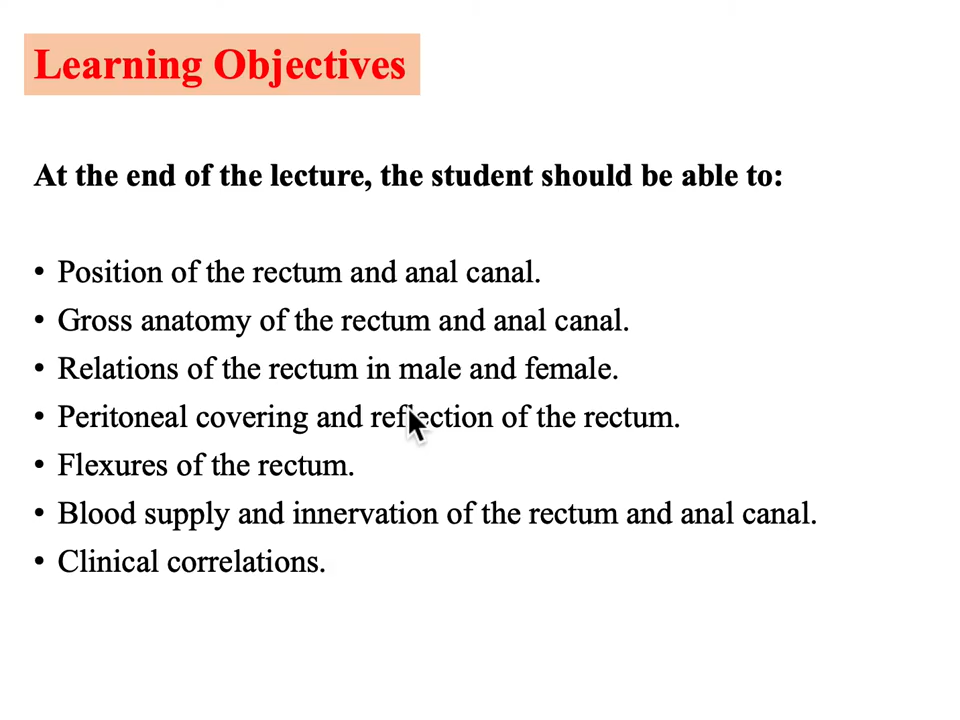 Learning Objectives
At the end of the lecture, the student should be able to:
• Position of the rectum and anal canal.
• Gross anatomy of the rectum and anal canal.
• Relations of the rectum in male and female.
• Peritoneal covering and reflection of the rectum.
• Flexures of the rectum.
• Blood supply and innervation of the rectum and anal canal.
• Clinical correlations.